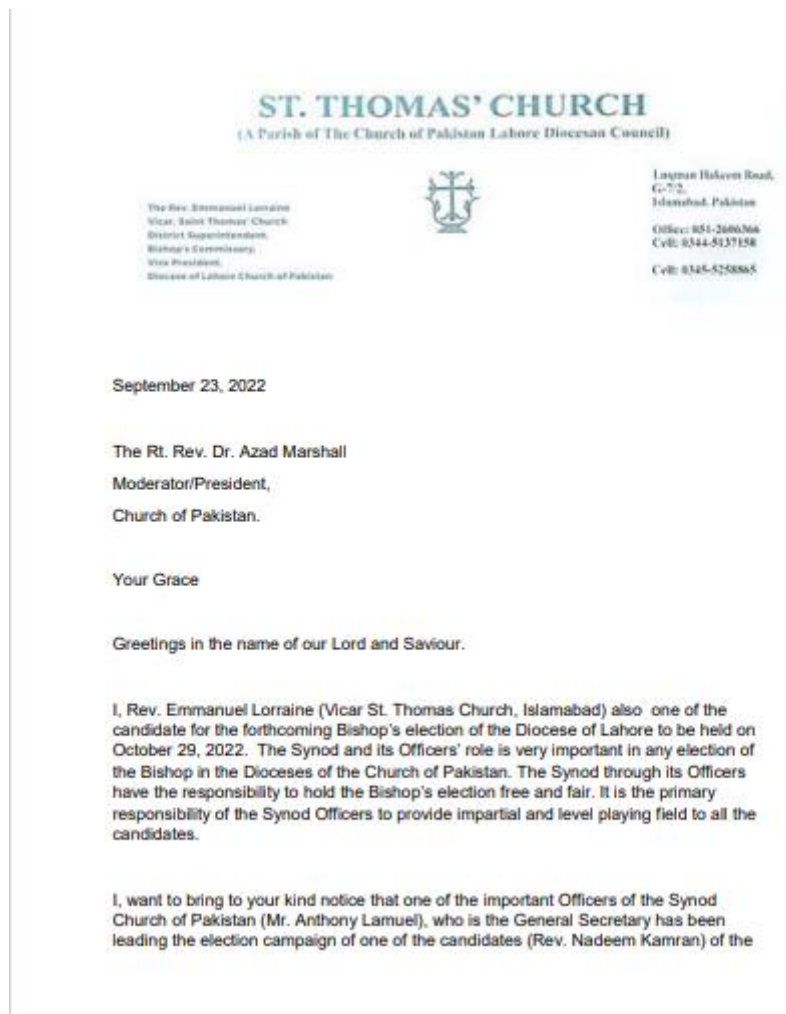 ST. THOMAS' CHURCH
(A Parish of The Church of Pakistan Lahore Diocesan Council)
Luqman Hakeem Road,
G-7/2,
Islamabad, Pakistan
Office: 051-2606366
Cell: 0344-5137158
Cell: 0345-5258865
The Rev. Emmanuel Lorraine
Vicar, Saint Thomas' Church
District Superintendent,
Bishop's Commissary,
Vice President,
Diocese of Lahore Church of Pakistan
September 23, 2022
The Rt. Rev. Dr. Azad Marshall
Moderator/President,
Church of Pakistan.
Your Grace
Greetings in the name of our Lord and Saviour.
I, Rev. Emmanuel Lorraine (Vicar St. Thomas Church, Islamabad) also one of the
candidate for the forthcoming Bishop's election of the Diocese of Lahore to be held on
October 29, 2022. The Synod and its Officers' role is very important in any election of
the Bishop in the Dioceses of the Church of Pakistan. The Synod through its Officers
have the responsibility to hold the Bishop's election free and fair. It is the primary
responsibility of the Synod Officers to provide impartial and level playing field to all the
candidates.
I, want to bring to your kind notice that one of the important Officers of the Synod
Church of Pakistan (Mr. Anthony Lamuel), who is the General Secretary has been
leading the election campaign of one of the candidates (Rev. Nadeem Kamran) of the